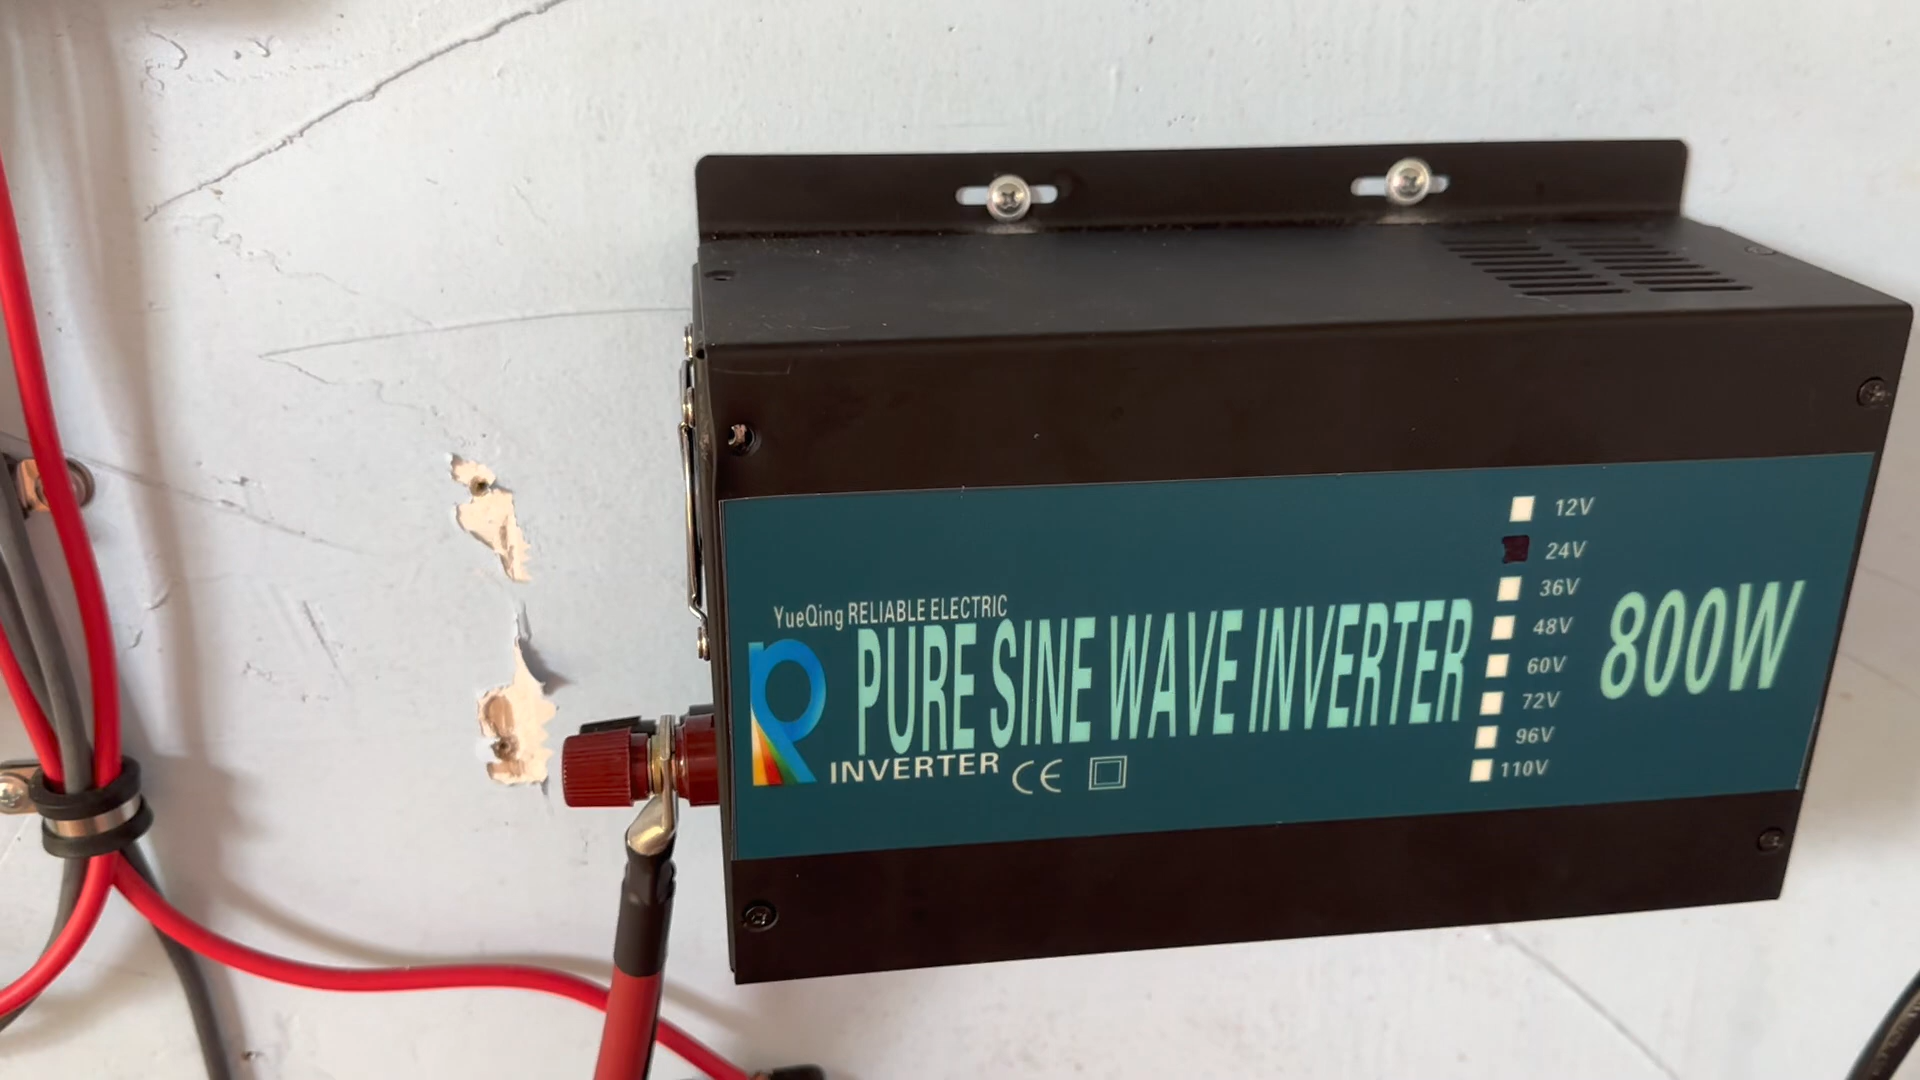 YueQing RELIABLE ELECTRIC
PURE SINE WAVE INVERTER
INVERTER
CE
12V
24V
36V
48V
60V
72V
96V
110V
800W